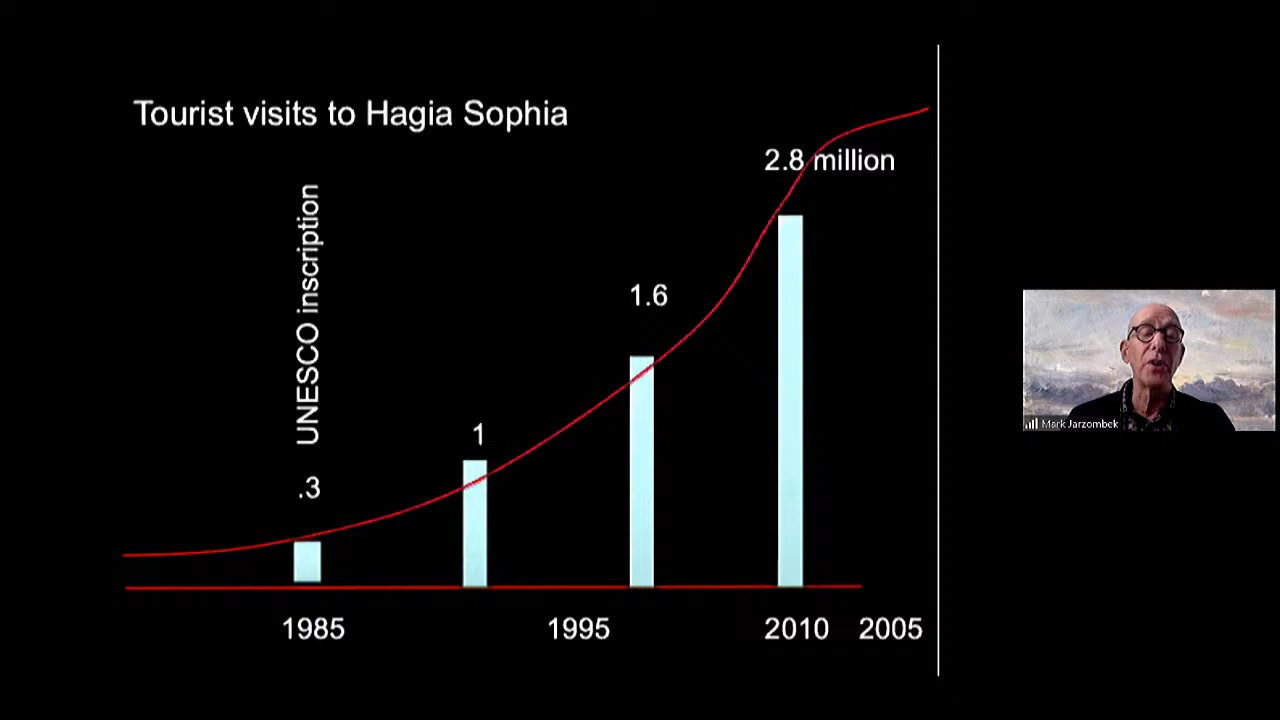 Tourist visits to Hagia Sophia
2.8 million
UNESCO inscription
1.6
1
.3
1985 1995 2010 2005
Mark Jarzombek